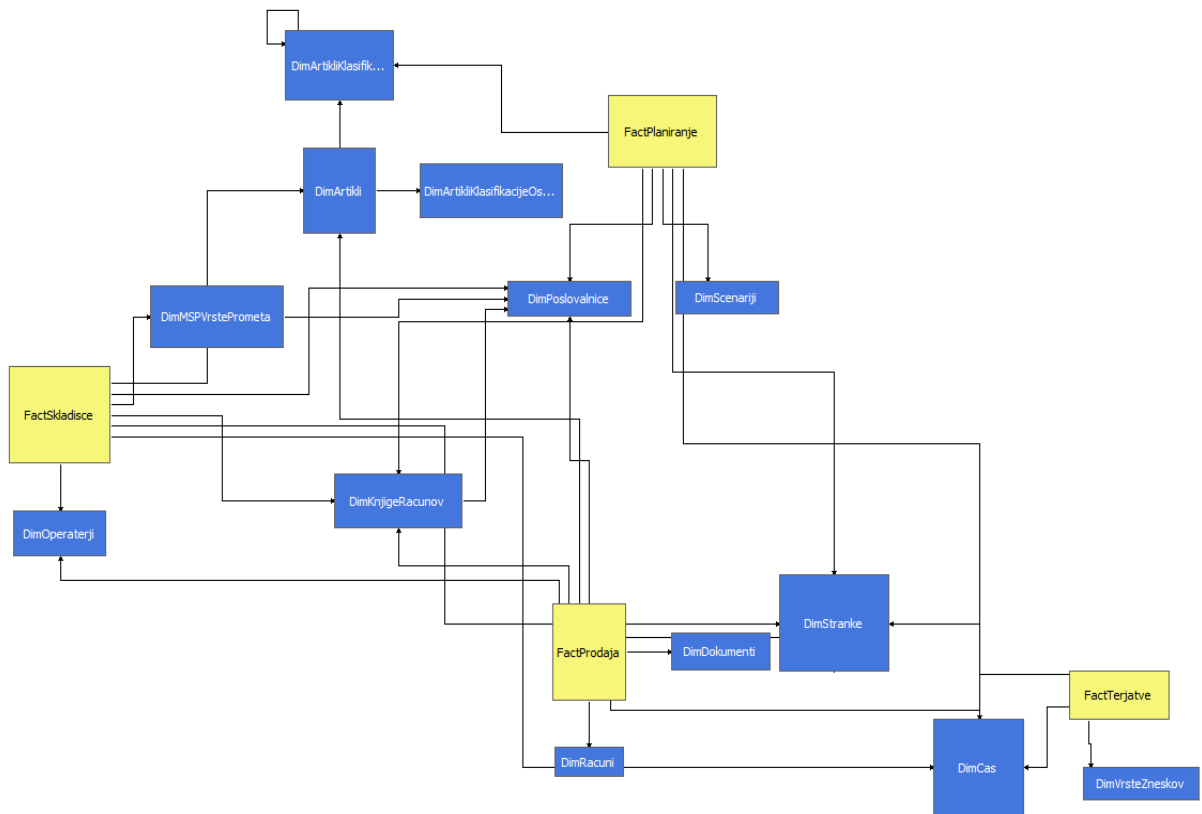 DimArtikliKlasifik...
FactPlaniranje
DimArtikli
DimArtikliKlasifikacijeOs...
DimPoslovalnice
DimScenariji
DimMSPVrstePrometa
FactSkladisce
DimKnjigeRacunov
DimOperaterji
DimStranke
FactProdaja
DimDokumenti
FactTerjatve
DimRacuni
DimCas
DimVrsteZneskov